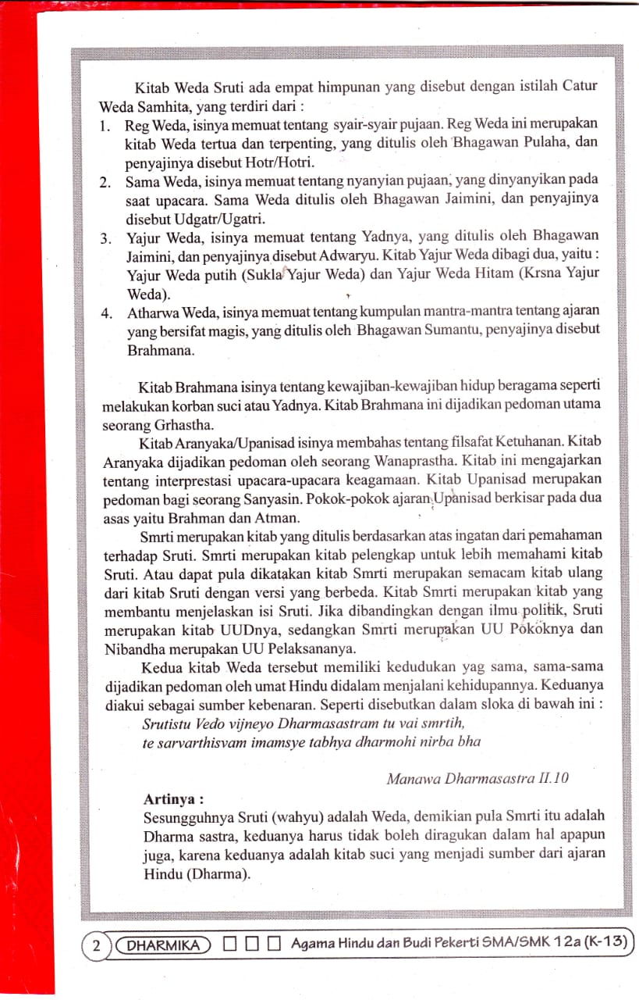 Kitab Weda Sruti ada empat himpunan yang disebut dengan istilah Catur
Weda Samhita, yang terdiri dari :
1. Reg Weda, isinya memuat tentang syair-syair pujaan. Reg Weda ini merupakan
kitab Weda tertua dan terpenting, yang ditulis oleh Bhagawan Pulaha, dan
penyajinya disebut Hotr/Hotri.
2. Sama Weda, isinya memuat tentang nyanyian pujaan, yang dinyanyikan pada
saat upacara. Sama Weda ditulis oleh Bhagawan Jaimini, dan penyajinya
disebut Udgatr/Ugatri.
3. Yajur Weda, isinya memuat tentang Yadnya, yang ditulis oleh Bhagawan
Jaimini, dan penyajinya disebut Adwaryu. Kitab Yajur Weda dibagi dua, yaitu :
Yajur Weda putih (Sukla Yajur Weda) dan Yajur Weda Hitam (Krsna Yajur
Weda).
4. Atharwa Weda, isinya memuat tentang kumpulan mantra-mantra tentang ajaran
yang bersifat magis, yang ditulis oleh Bhagawan Sumantu, penyajinya disebut
Brahmana.
Kitab Brahmana isinya tentang kewajiban-kewajiban hidup beragama seperti
melakukan korban suci atau Yadnya. Kitab Brahmana ini dijadikan pedoman utama
seorang Grhastha.
Kitab Aranyaka/Upanisad isinya membahas tentang filsafat Ketuhanan. Kitab
Aranyaka dijadikan pedoman oleh seorang Wanaprastha. Kitab ini mengajarkan
tentang interprestasi upacara-upacara keagamaan. Kitab Upanisad merupakan
pedoman bagi seorang Sanyasin. Pokok-pokok ajaran Upanisad berkisar pada dua
asas yaitu Brahman dan Atman.
Smrti merupakan kitab yang ditulis berdasarkan atas ingatan dari pemahaman
terhadap Sruti. Smrti merupakan kitab pelengkap untuk lebih memahami kitab
Sruti. Atau dapat pula dikatakan kitab Smrti merupakan semacam kitab ulang
dari kitab Sruti dengan versi yang berbeda. Kitab Smrti merupakan kitab yang
membantu menjelaskan isi Sruti. Jika dibandingkan dengan ilmu politik, Sruti
merupakan kitab UUDnya, sedangkan Smrti merupakan UU Pokoknya dan
Nibandha merupakan UU Pelaksananya.
Kedua kitab Weda tersebut memiliki kedudukan yag sama, sama-sama
dijadikan pedoman oleh umat Hindu didalam menjalani kehidupannya. Keduanya
diakui sebagai sumber kebenaran. Seperti disebutkan dalam sloka di bawah ini :
Srutistu Vedo vijneyo Dharmasastram tu vai smrtih,
te sarvarthisvam imamsye tabhya dharmohi nirba bha
Manawa Dharmasastra II.10
Artinya :
Sesungguhnya Sruti (wahyu) adalah Weda, demikian pula Smrti itu adalah
Dharma sastra, keduanya harus tidak boleh diragukan dalam hal apapun
juga, karena keduanya adalah kitab suci yang menjadi sumber dari ajaran
Hindu (Dharma).
2 DHARMIKA Agama Hindu dan Budi Pekerti SMA/SMK 12a (K-13)